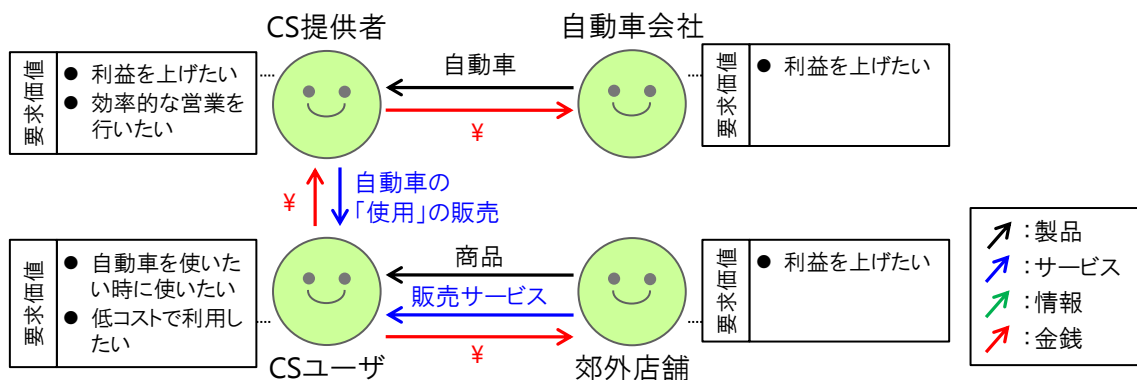 CS提供者
自動車会社
要求価値
● 利益を上げたい
● 効率的な営業を
行いたい
自動車
¥
要求価値
● 利益を上げたい
¥
自動車の
「使用」の販売
要求価値
● 自動車を使いた
い時に使いたい
● 低コストで利用し
たい
商品
販売サービス
¥
要求価値
● 利益を上げたい
CSユーザ
郊外店舗
:製品
:サービス
:情報
:金銭